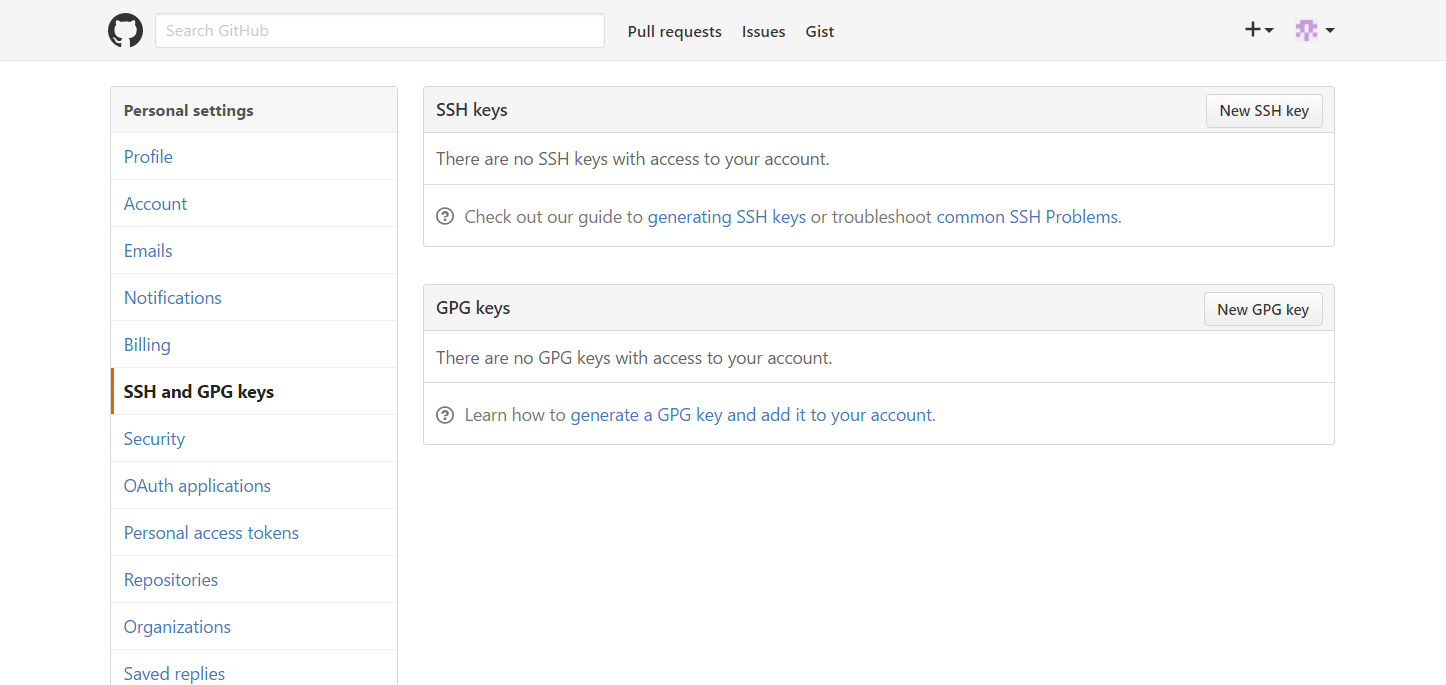 Search GitHub
Pull requests Issues Gist
Personal settings
Profile
Account
Emails
Notifications
Billing
SSH and GPG keys
Security
OAuth applications
Personal access tokens
Repositories
Organizations
Saved replies
SSH keys
New SSH key
There are no SSH keys with access to your account.
Check out our guide to generating SSH keys or troubleshoot common SSH Problems.
GPG keys
New GPG key
There are no GPG keys with access to your account.
Learn how to generate a GPG key and add it to your account.